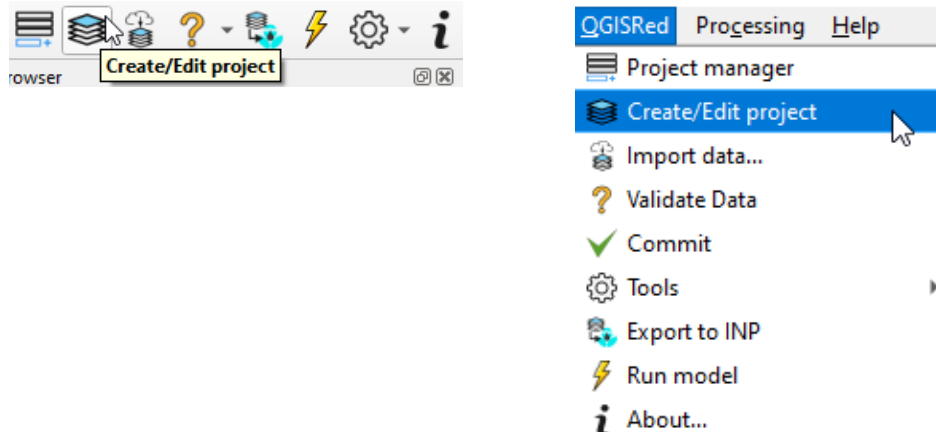 Create/Edit project
rowser
QGISRed Processing Help
Project manager
Create/Edit project
Import data...
Validate Data
Commit
Tools
Export to INP
Run model
About...